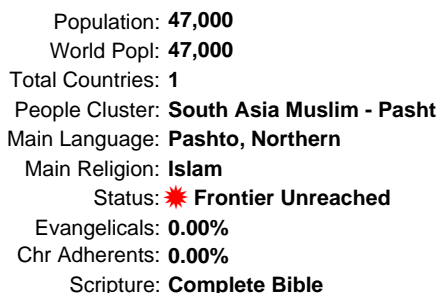 Population: 47,000
World Popl: 47,000
Total Countries: 1
People Cluster: South Asia Muslim - Pasht
Main Language: Pashto, Northern
Main Religion: Islam
Status: Frontier Unreached
Evangelicals: 0.00%
Chr Adherents: 0.00%
Scripture: Complete Bible